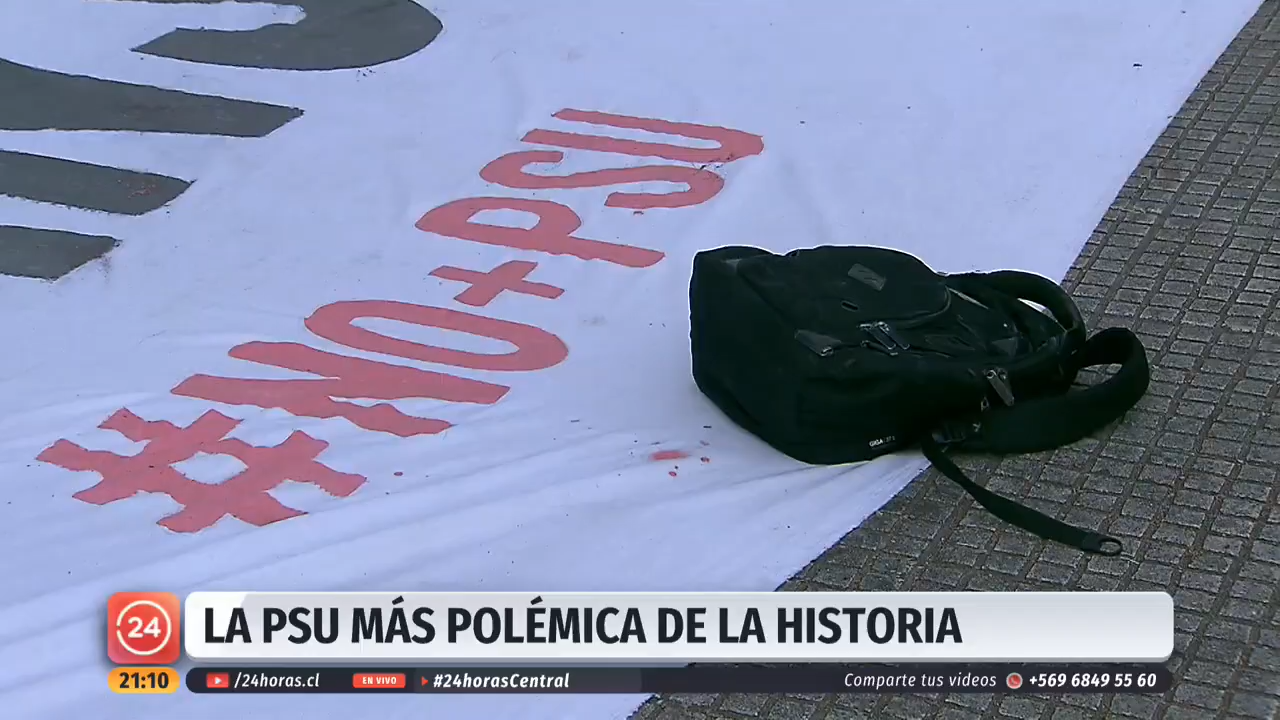 #NO+PSU
24
LA PSU MÁS POLÉMICA DE LA HISTORIA
21:10
/24horas.cl
EN VIVO
#24horasCentral
Comparte tus videos
+569 6849 55 60